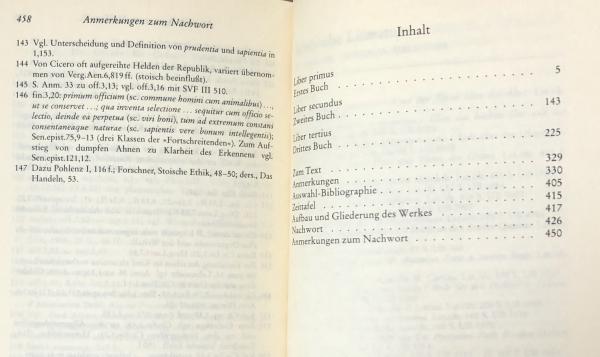 458 Anmerkungen zum Nachwort
143 Vgl. Unterscheidung und Definition von prudentia und sapientia in
1,153.
144 Von Cicero oft aufgereihte Helden der Republik, variiert übernom-
men von Verg.Aen.6,819 ff. (stoisch beeinflußt).
145 S. Anm. 33 zu off.3,13; vgl. off.3,16 mit SVF III 510.
146 fin.3,20: primum officium (sc. commune homini cum animalibus) …,
ut se conservet …; qua inventa selectione … sequitur cum officio se-
lectio, deinde ea perpetua (sc. viri boni), tum ad extremum constans
consentaneaque naturae (sc. sapientis vere bonum intellegentis);
Sen.epist.75,9–13 (drei Klassen der »Fortschreitenden«). Zum Auf-
stieg von dumpfen Ahnen zu Klarheit des Erkennens vgl.
Sen.epist.121,12.
147 Dazu Pohlenz I, 116 f.; Forschner, Stoische Ethik, 48–50; ders., Das
Handeln, 53.
Inhalt
Liber primus
Erstes Buch . . . . . . . . . . . . . . . . . . 5
Liber secundus
Zweites Buch . . . . . . . . . . . . . . . . . 143
Liber tertius
Drittes Buch . . . . . . . . . . . . . . . . . 225
Zum Text . . . . . . . . . . . . . . . . . . . 329
Anmerkungen . . . . . . . . . . . . . . . . . 330
Auswahl-Bibliographie . . . . . . . . . . . . 405
Zeittafel . . . . . . . . . . . . . . . . . . . 415
Aufbau und Gliederung des Werkes . . . . . . 417
Nachwort . . . . . . . . . . . . . . . . . . . 426
Anmerkungen zum Nachwort . . . . . . . . . 450